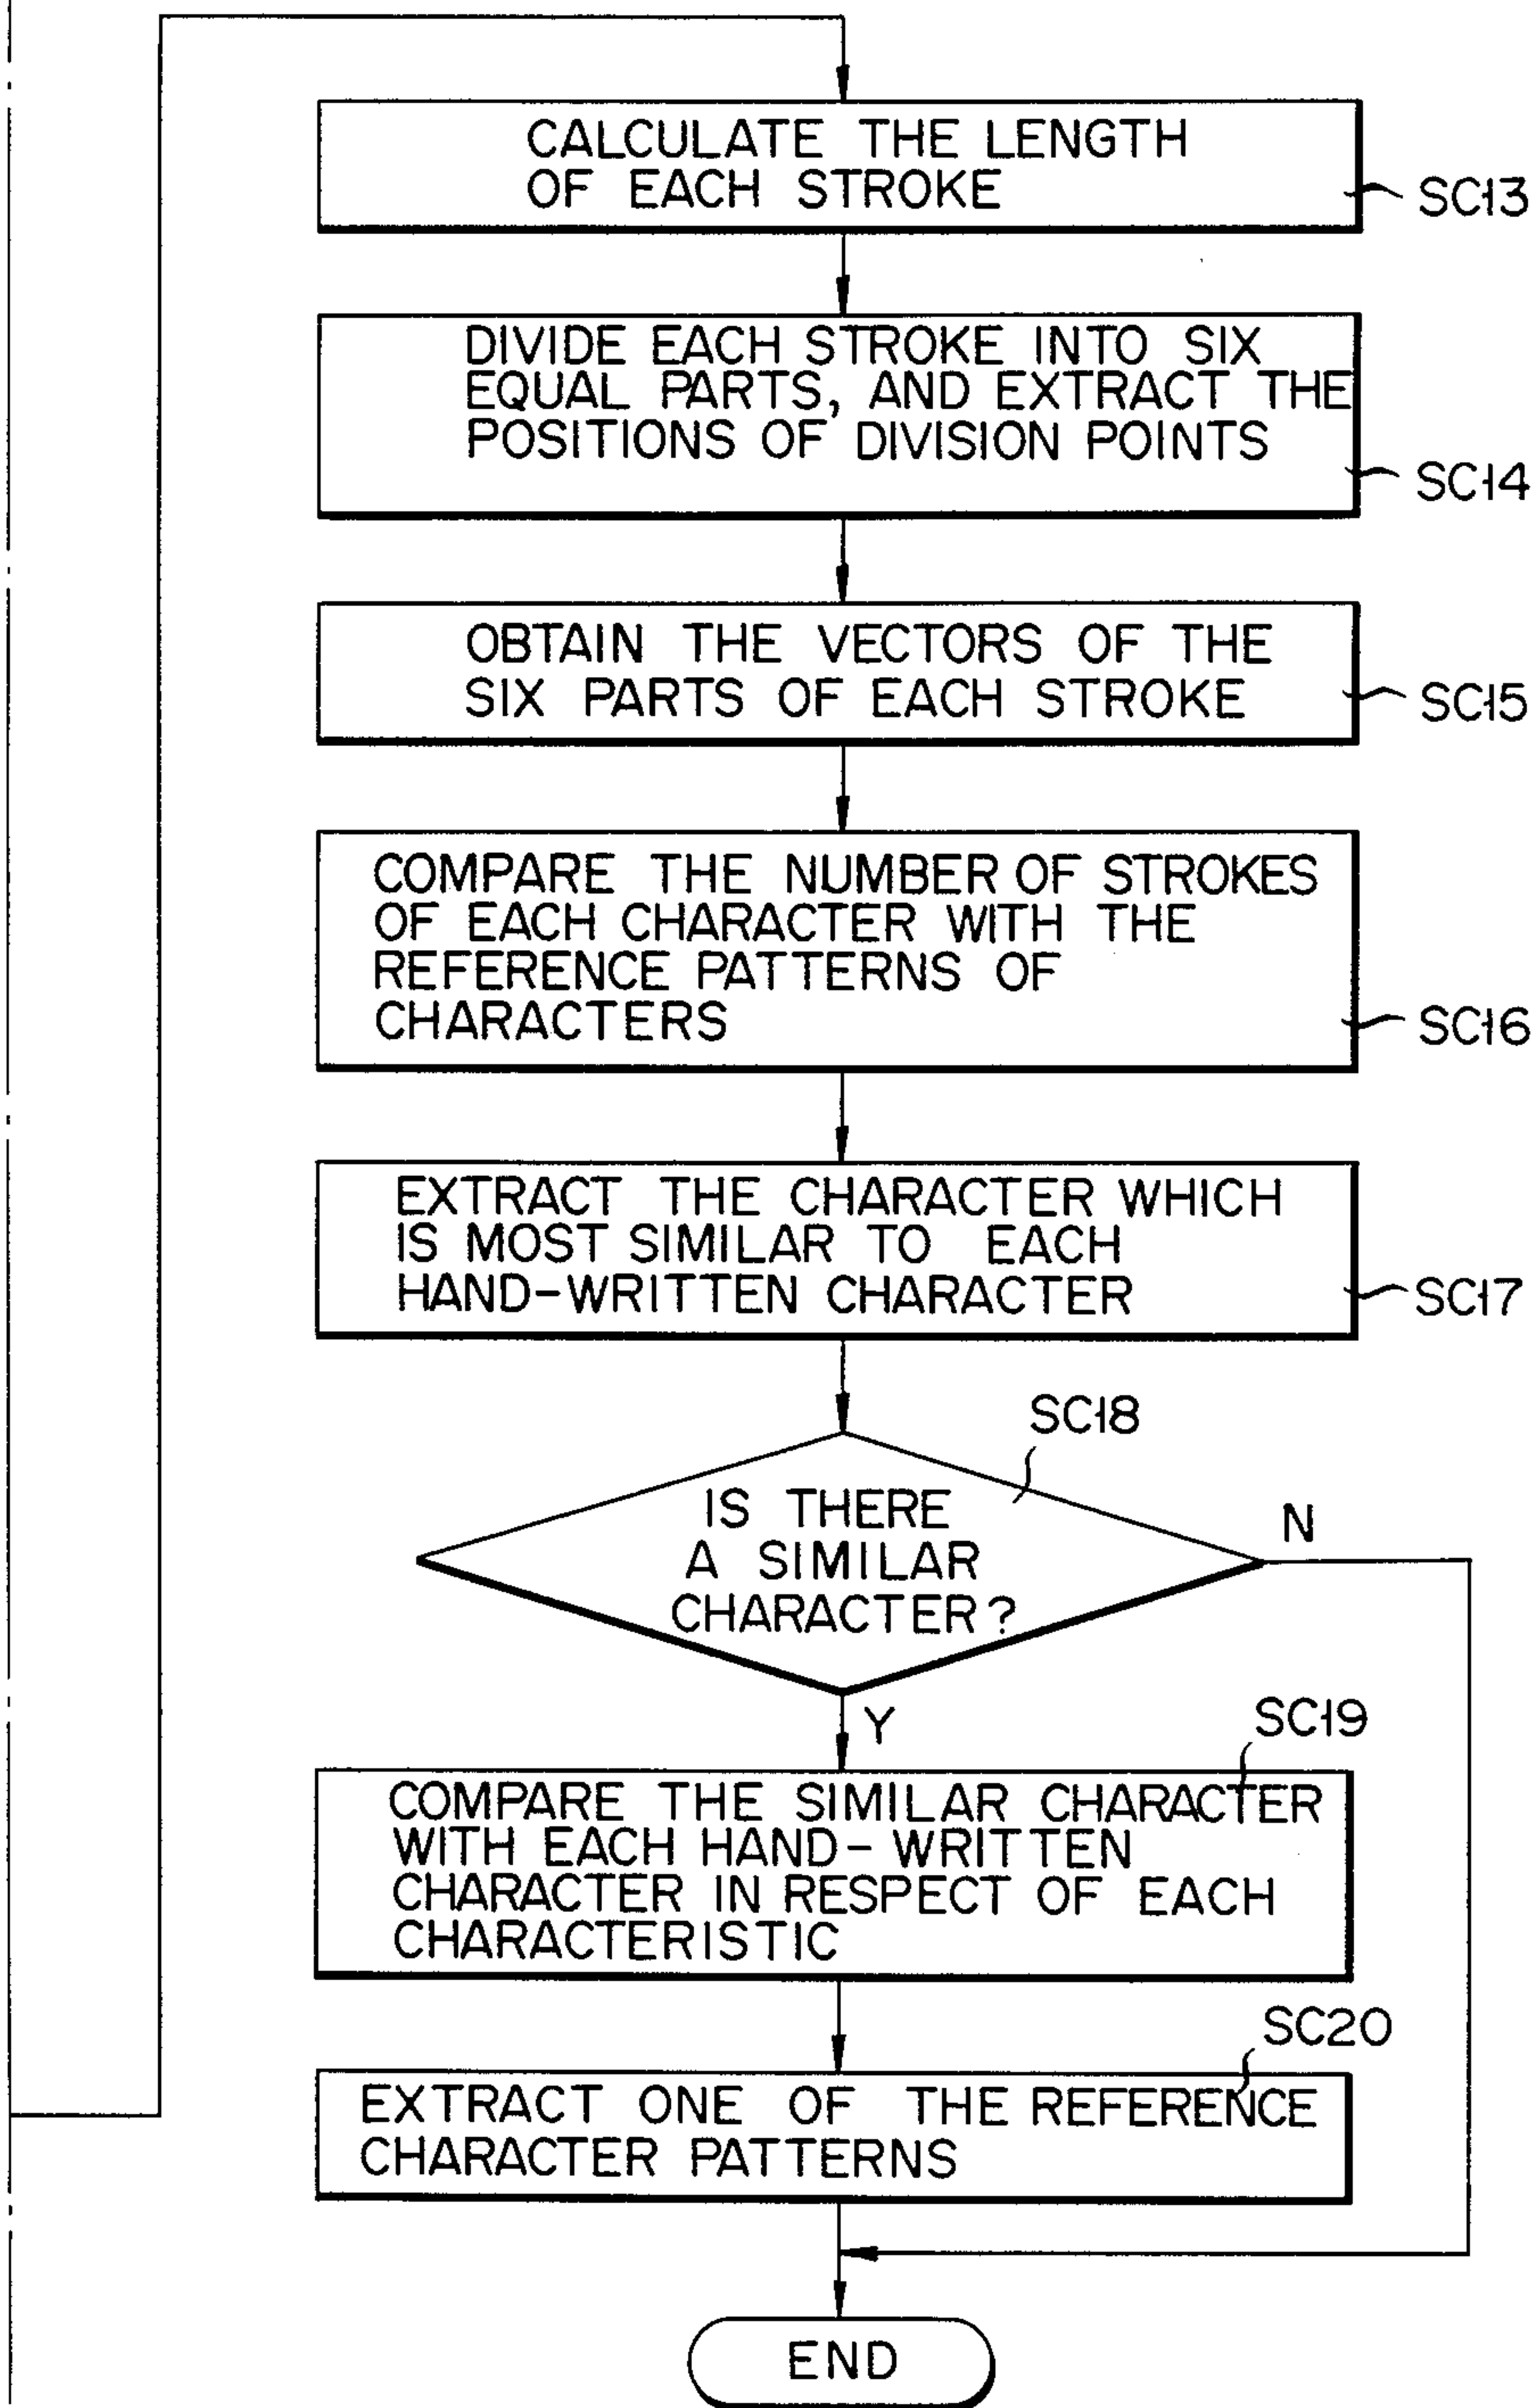 CALCULATE THE LENGTH
OF EACH STROKE
SC13
DIVIDE EACH STROKE INTO SIX
EQUAL PARTS, AND EXTRACT THE
POSITIONS OF DIVISION POINTS
SC14
OBTAIN THE VECTORS OF THE
SIX PARTS OF EACH STROKE
SC15
COMPARE THE NUMBER OF STROKES
OF EACH CHARACTER WITH THE
REFERENCE PATTERNS OF
CHARACTERS
SC16
EXTRACT THE CHARACTER WHICH
IS MOST SIMILAR TO EACH
HAND-WRITTEN CHARACTER
SC17
SC18
IS THERE
A SIMILAR
CHARACTER?
N
Y
SC19
COMPARE THE SIMILAR CHARACTER
WITH EACH HAND-WRITTEN
CHARACTER IN RESPECT OF EACH
CHARACTERISTIC
SC20
EXTRACT ONE OF THE REFERENCE
CHARACTER PATTERNS
END